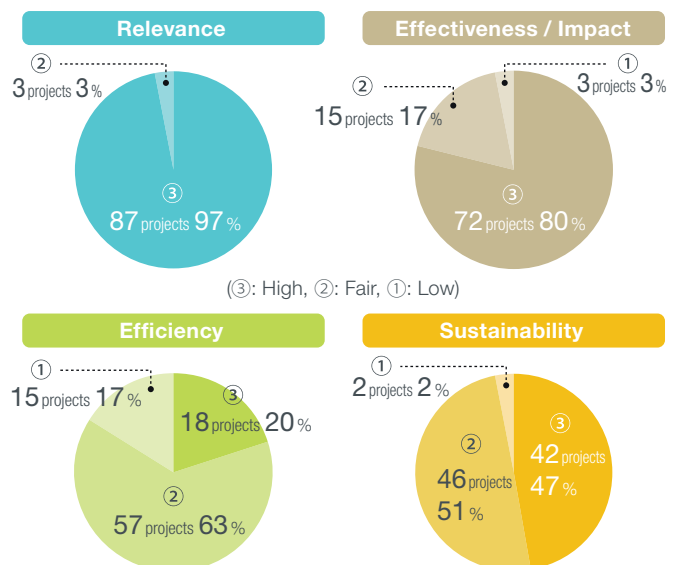 Relevance
②
3 projects 3 %
③
87 projects 97 %
Effectiveness / Impact
①
3 projects 3 %
②
15 projects 17 %
③
72 projects 80 %
(③: High, ②: Fair, ①: Low)
Efficiency
①
15 projects 17 %
③
18 projects 20 %
②
57 projects 63 %
Sustainability
①
2 projects 2 %
③
42 projects
47 %
②
46 projects
51 %